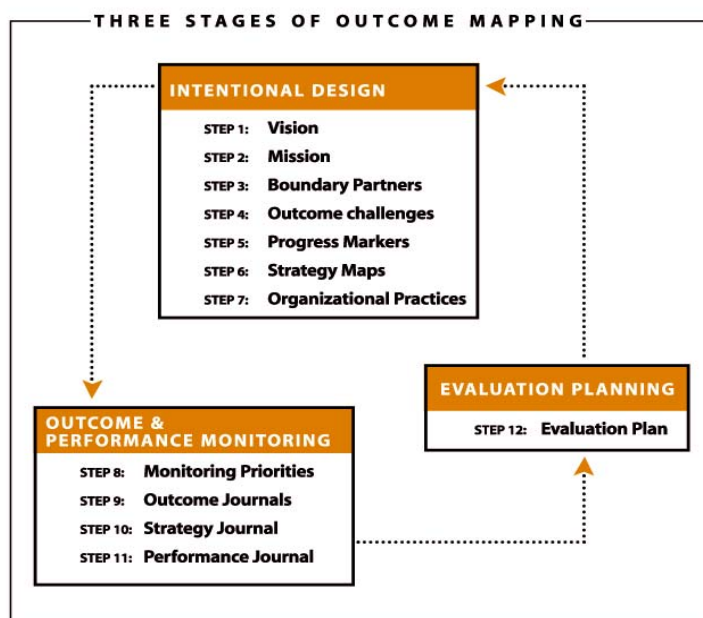 THREE STAGES OF OUTCOME MAPPING
INTENTIONAL DESIGN
STEP 1: Vision
STEP 2: Mission
STEP 3: Boundary Partners
STEP 4: Outcome challenges
STEP 5: Progress Markers
STEP 6: Strategy Maps
STEP 7: Organizational Practices
OUTCOME &
PERFORMANCE MONITORING
STEP 8: Monitoring Priorities
STEP 9: Outcome Journals
STEP 10: Strategy Journal
STEP 11: Performance Journal
EVALUATION PLANNING
STEP 12: Evaluation Plan